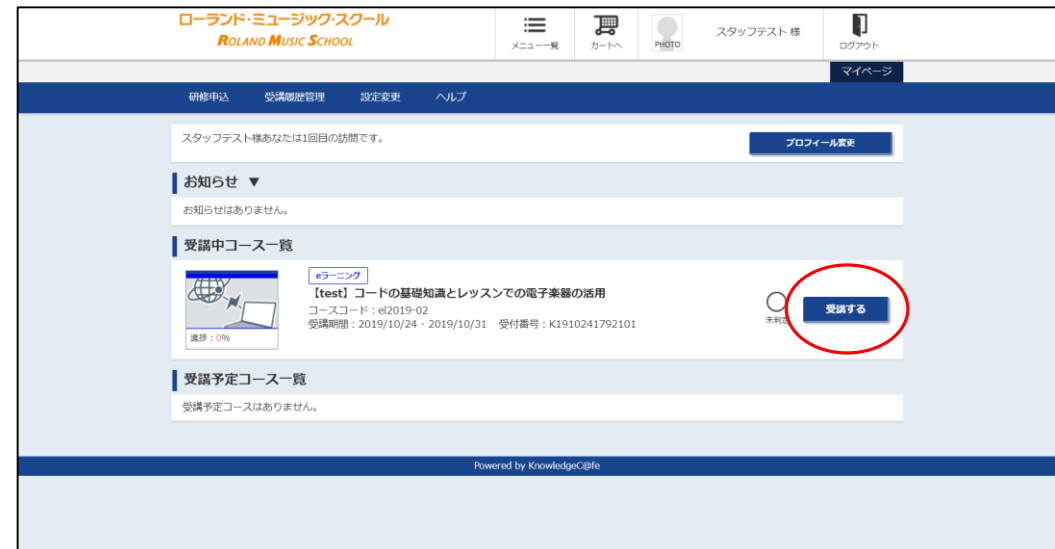 ローランド・ミュージック・スクール
ROLAND MUSIC SCHOOL
メニュー一覧
カートへ
PHOTO
スタッフテスト 様
ログアウト
マイページ
研修申込 受講履歴管理 設定変更 ヘルプ
スタッフテスト様あなたは1回目の訪問です。
プロフィール変更
お知らせ ▼
お知らせはありません。
受講中コース一覧
eラーニング
【test】コードの基礎知識とレッスンでの電子楽器の活用
コースコード：el2019-02
受講期間：2019/10/24 - 2019/10/31 受付番号：K1910241792101
進捗：0%
未判定
受講する
受講予定コース一覧
受講予定コースはありません。
Powered by KnowledgeC@fe